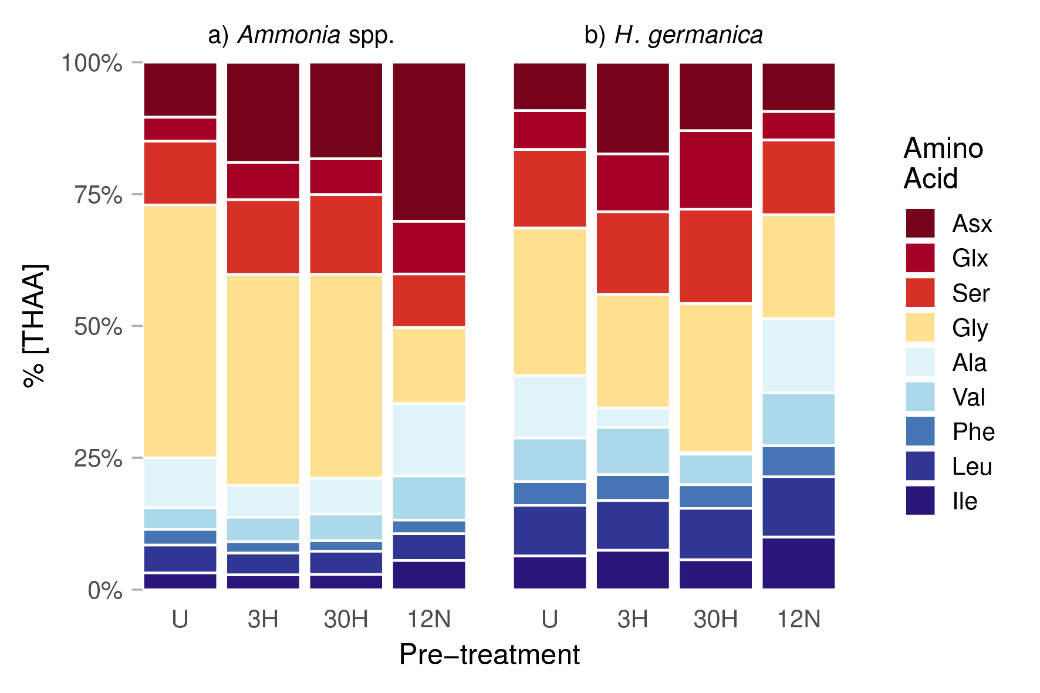 a) Ammonia spp.
b) H. germanica
100%
75%
50%
25%
0%
% [THAA]
U
3H
30H
12N
U
3H
30H
12N
Pre−treatment
Amino
Acid
Asx
Glx
Ser
Gly
Ala
Val
Phe
Leu
Ile